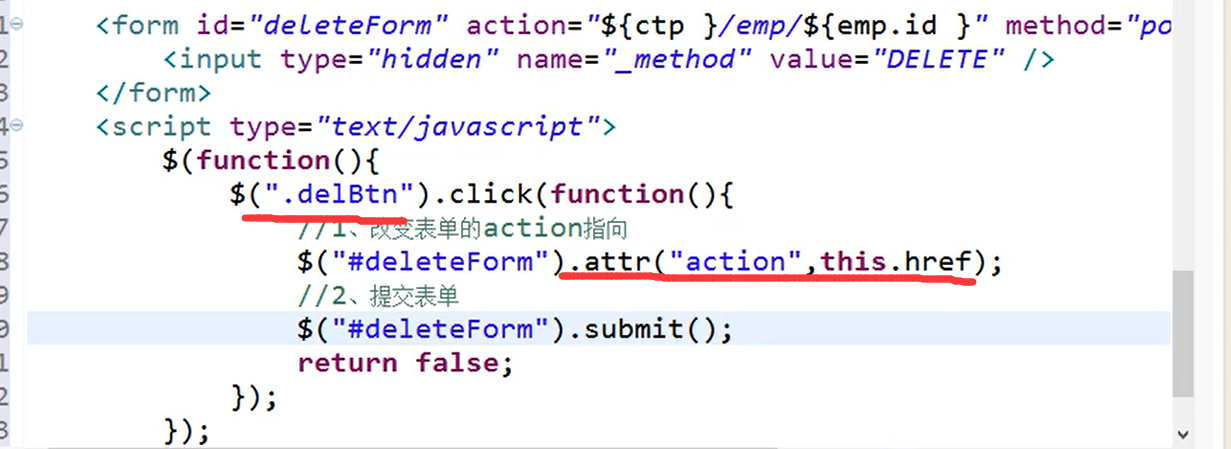 1 <form id="deleteForm" action="${ctp }/emp/${emp.id }" method="po
2 <input type="hidden" name="_method" value="DELETE" />
3 </form>
4 <script type="text/javascript">
5 $(function(){
6 $(".delBtn").click(function(){
7 //1、改变表单的action指向
8 $("#deleteForm").attr("action",this.href);
9 //2、提交表单
0 $("#deleteForm").submit();
1 return false;
2 });
3 });